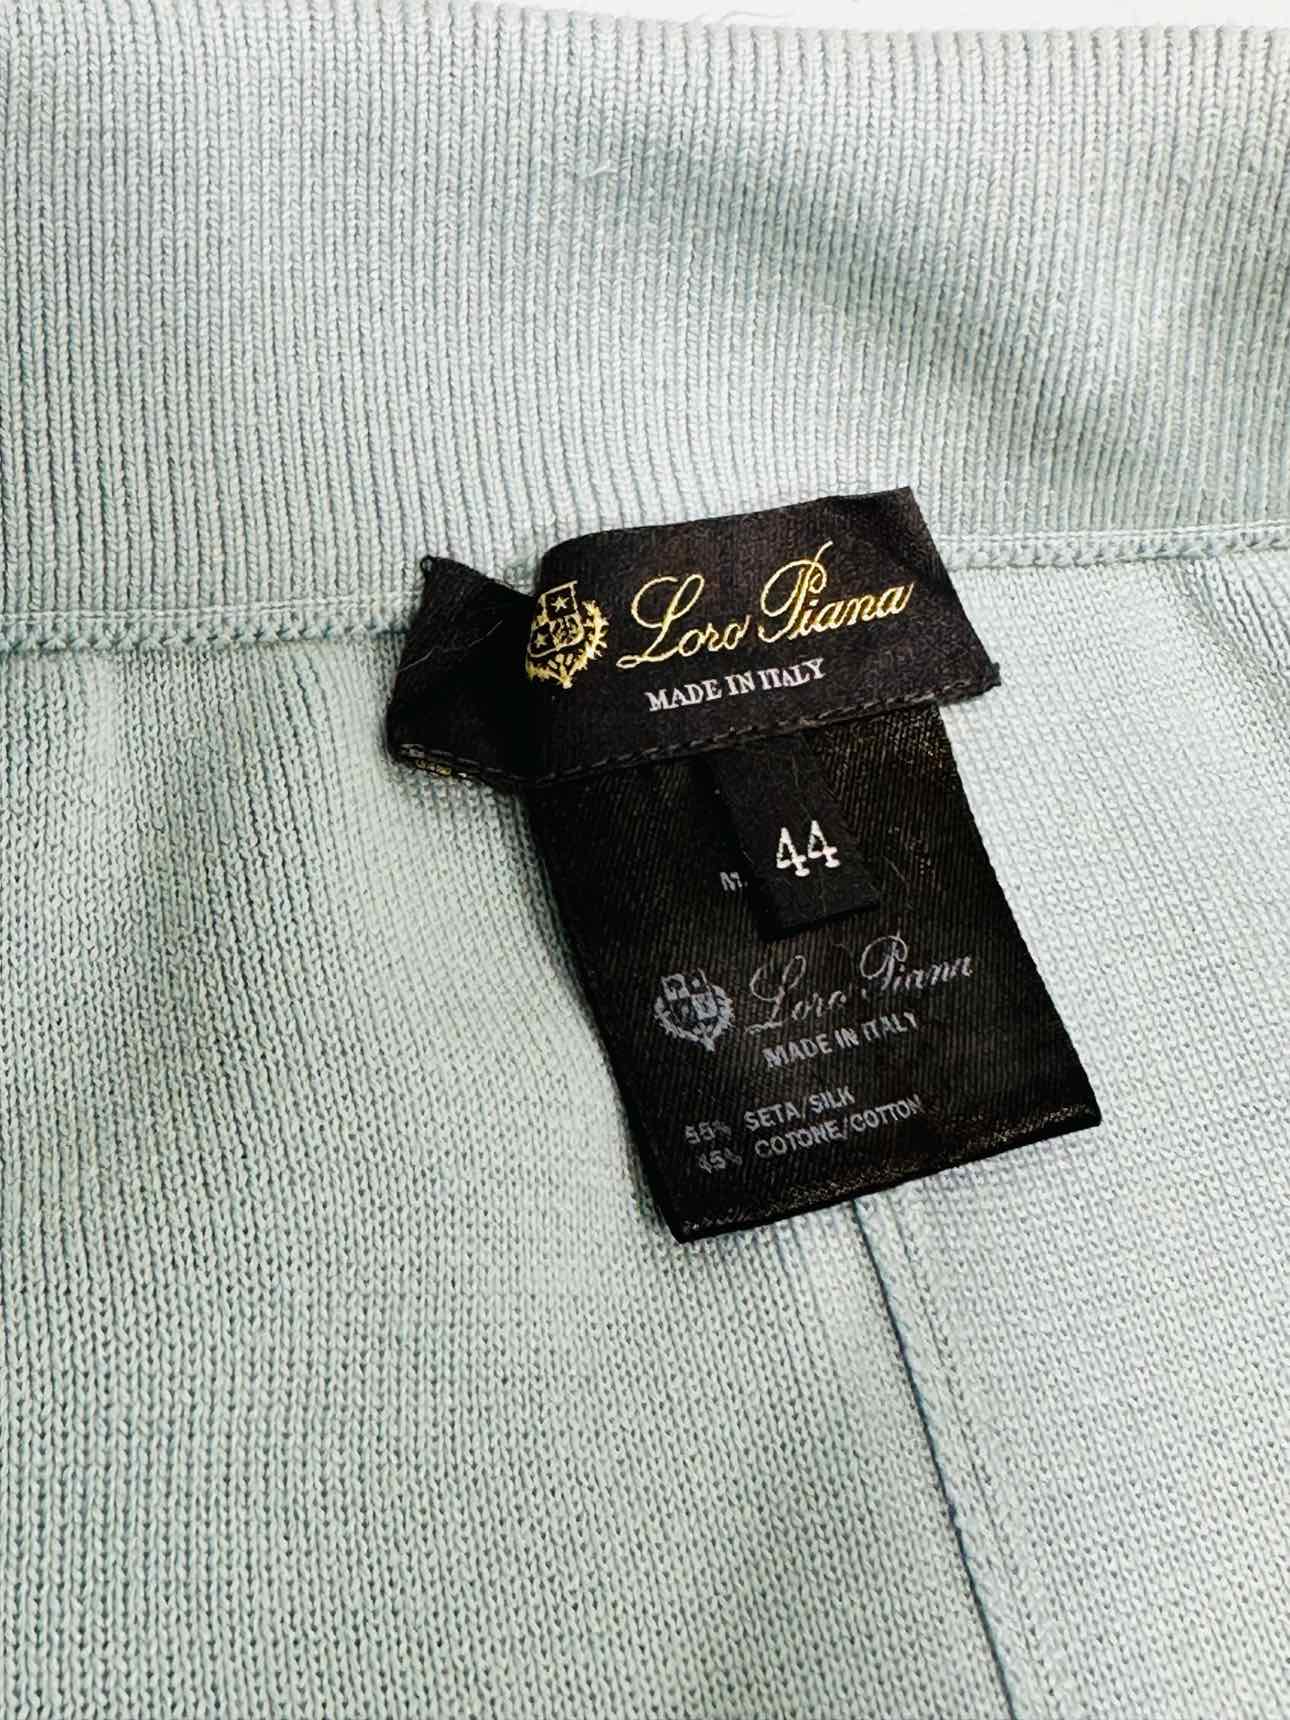 Loro Piana
MADE IN ITALY
44
Loro Piana
MADE IN ITALY
55% SETA/SILK
45% COTONE/COTTON